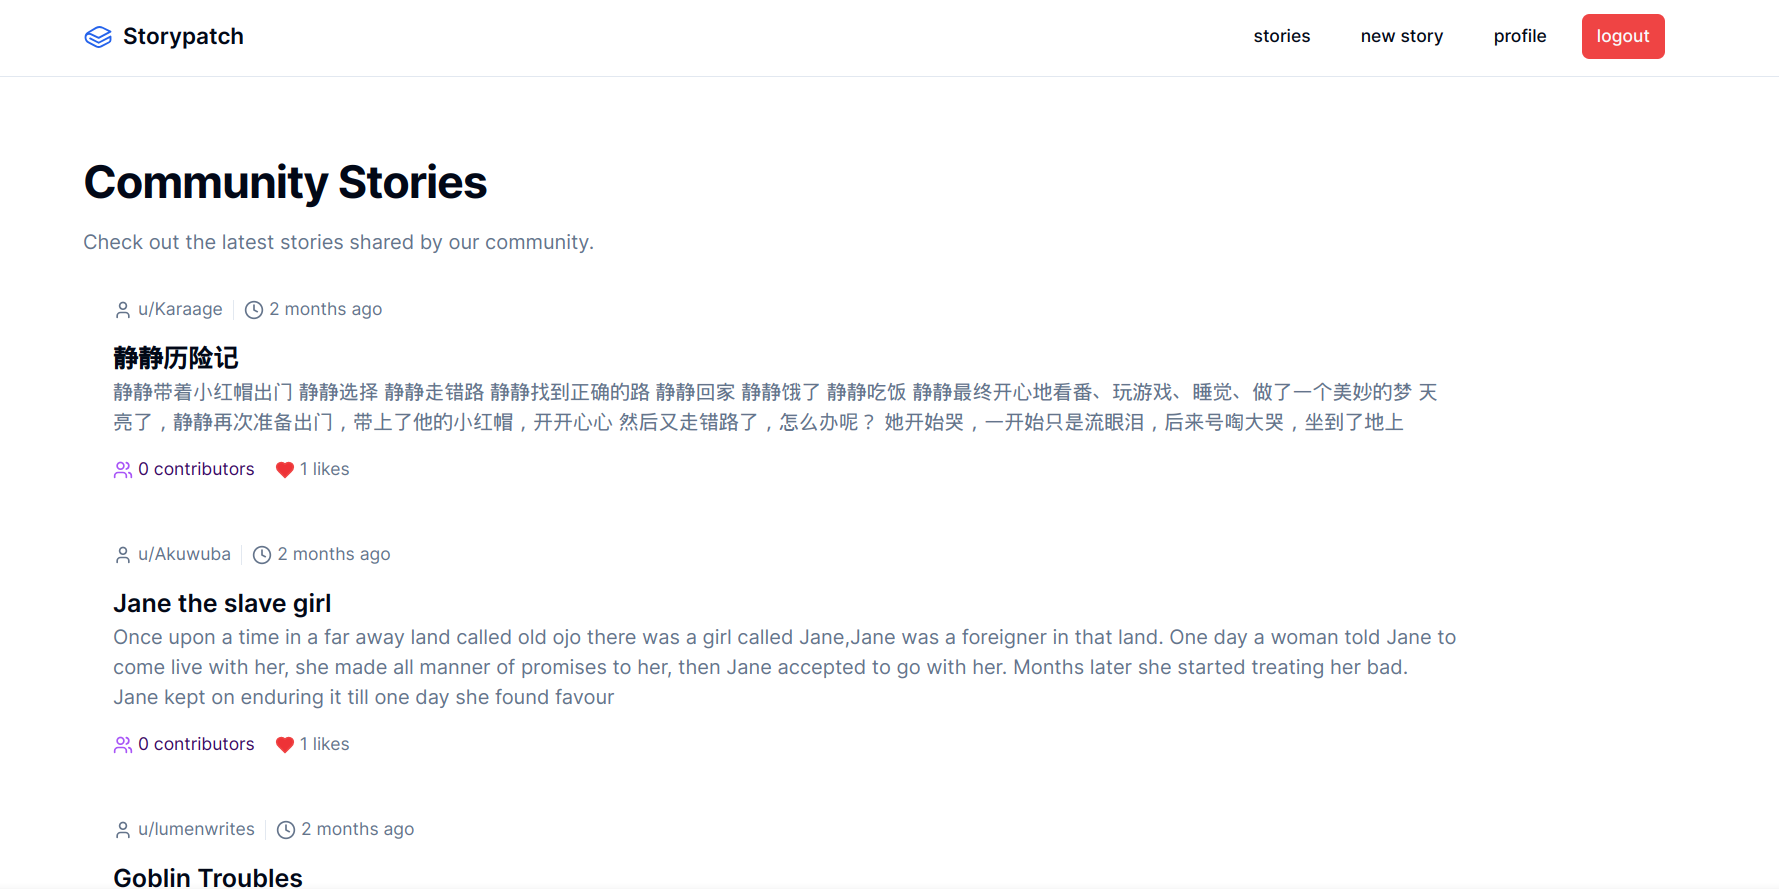 Storypatch
stories
new story
profile
logout
Community Stories
Check out the latest stories shared by our community.
u/Karaage
2 months ago
静静历险记
静静带着小红帽出门 静静选择 静静走错路 静静找到正确的路 静静回家 静静饿了 静静吃饭 静静最终开心地看番、玩游戏、睡觉、做了一个美妙的梦 天
亮了，静静再次准备出门，带上了他的小红帽，开开心心 然后又走错路了，怎么办呢？ 她开始哭，一开始只是流眼泪，后来号啕大哭，坐到了地上
0 contributors
1 likes
u/Akuwuba
2 months ago
Jane the slave girl
Once upon a time in a far away land called old ojo there was a girl called Jane,Jane was a foreigner in that land. One day a woman told Jane to
come live with her, she made all manner of promises to her, then Jane accepted to go with her. Months later she started treating her bad.
Jane kept on enduring it till one day she found favour
0 contributors
1 likes
u/lumenwrites
2 months ago
Goblin Troubles